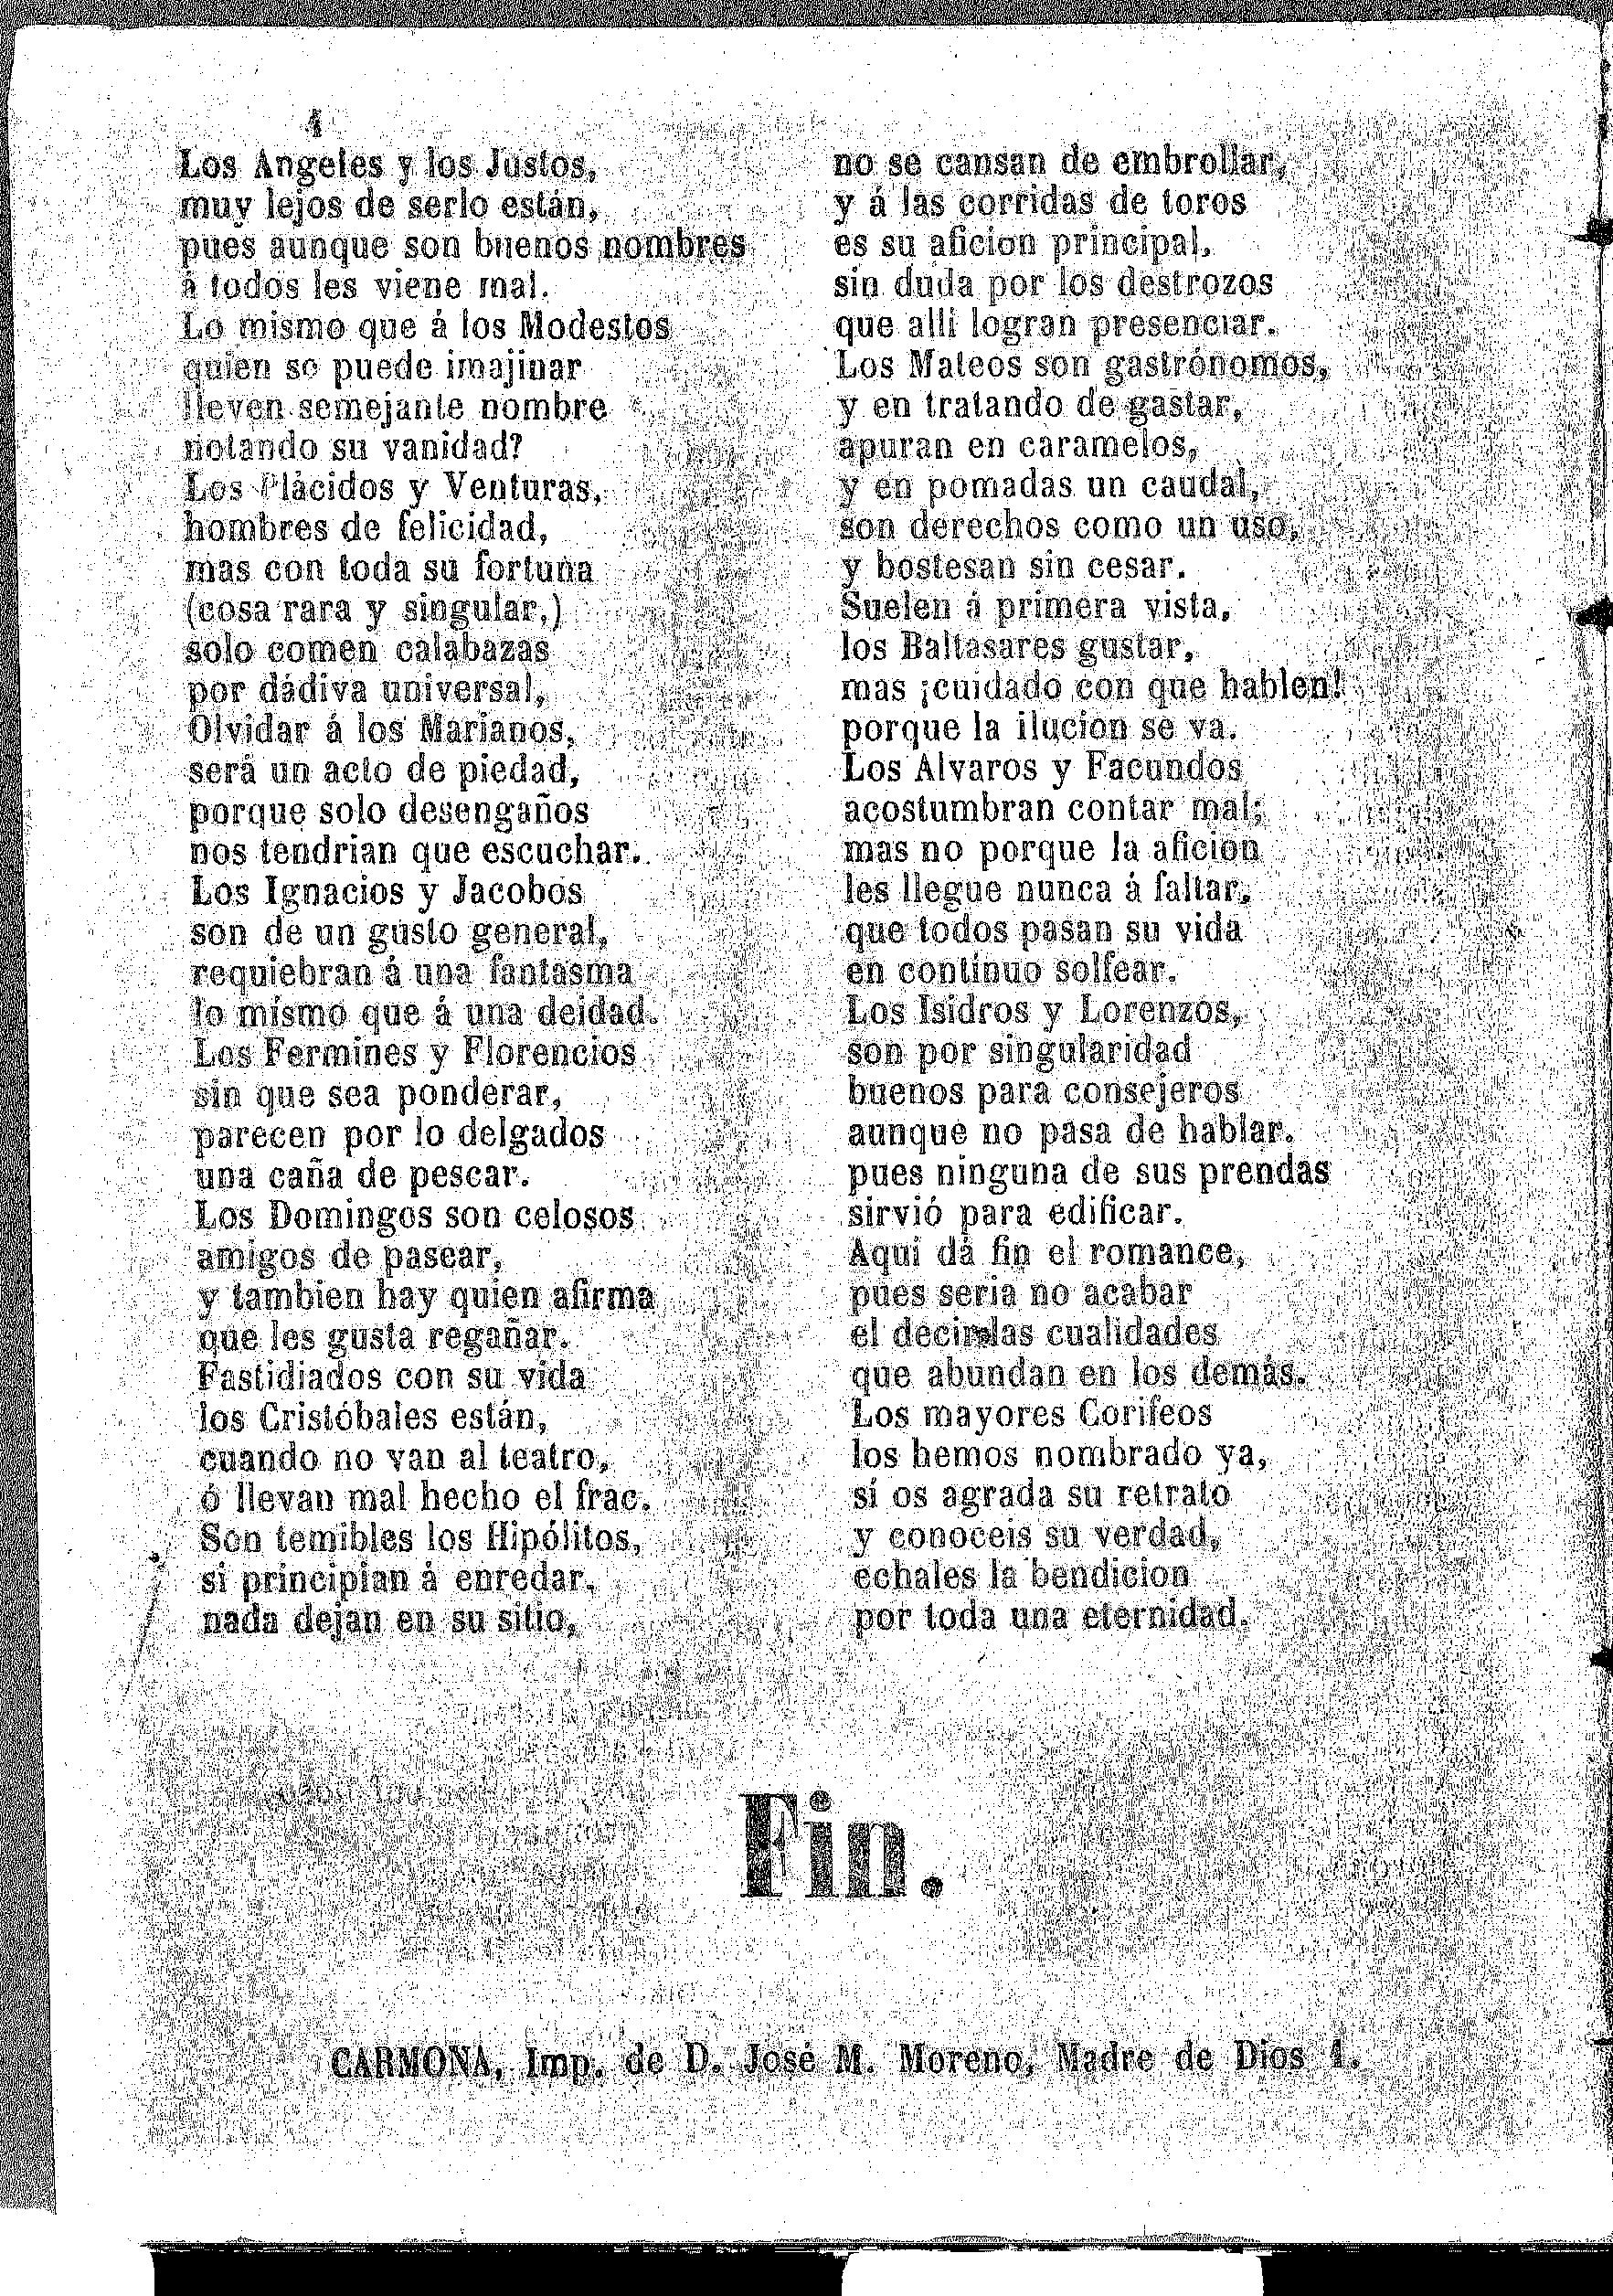 4
Los Angeles y los Justos,
muy lejos de serlo están,
pues aunque son buenos nombres
á todos les viene mal.
Lo mismo que á los Modestos
quien se puede imajinar
lleven semejante nombre
notando su vanidad?
Los Plácidos y Venturas,
hombres de felicidad,
mas con toda su fortuna
(cosa rara y singular,)
solo comen calabazas
por dádiva universal,
Olvidar á los Marianos,
será un acto de piedad,
porque solo desengaños
nos tendrian que escuchar.
Los Ignacios y Jacobos
son de un gusto general,
requiebran á una fantasma
lo mismo que á una deidad.
Los Fermines y Florencios
sin que sea ponderar,
parecen por lo delgados
una caña de pescar.
Los Domingos son celosos
amigos de pasear,
y tambien hay quien afirma
que les gusta regañar.
Fastidiados con su vida
los Cristóbales están,
cuando no van al teatro,
ó llevan mal hecho el frac.
Son temibles los Hipólitos,
si principian á enredar,
nada dejan en su sitio,
no se cansan de embrollar,
y á las corridas de toros
es su aficion principal,
sin duda por los destrozos
que alli logran presenciar.
Los Mateos son gastrónomos,
y en tratando de gastar,
apuran en caramelos,
y en pomadas un caudal,
son derechos como un uso,
y bostesan sin cesar.
Suelen á primera vista,
los Baltasares gustar,
mas ¡cuidado con que hablen!
porque la ilucion se va.
Los Alvaros y Facundos
acostumbran contar mal;
mas no porque la aficion
les llegue nunca á faltar,
que todos pasan su vida
en contínuo solfear.
Los Isidros y Lorenzos,
son por singularidad
buenos para consejeros
aunque no pasa de hablar.
pues ninguna de sus prendas
sirvió para edificar.
Aqui dá fin el romance,
pues seria no acabar
el decir las cualidades
que abundan en los demás.
Los mayores Corifeos
los hemos nombrado ya,
si os agrada su retrato
y conoceis su verdad,
echales la bendicion
por toda una eternidad.
Fin.
CARMONA, Imp. de D. José M. Moreno, Madre de Dios 1.